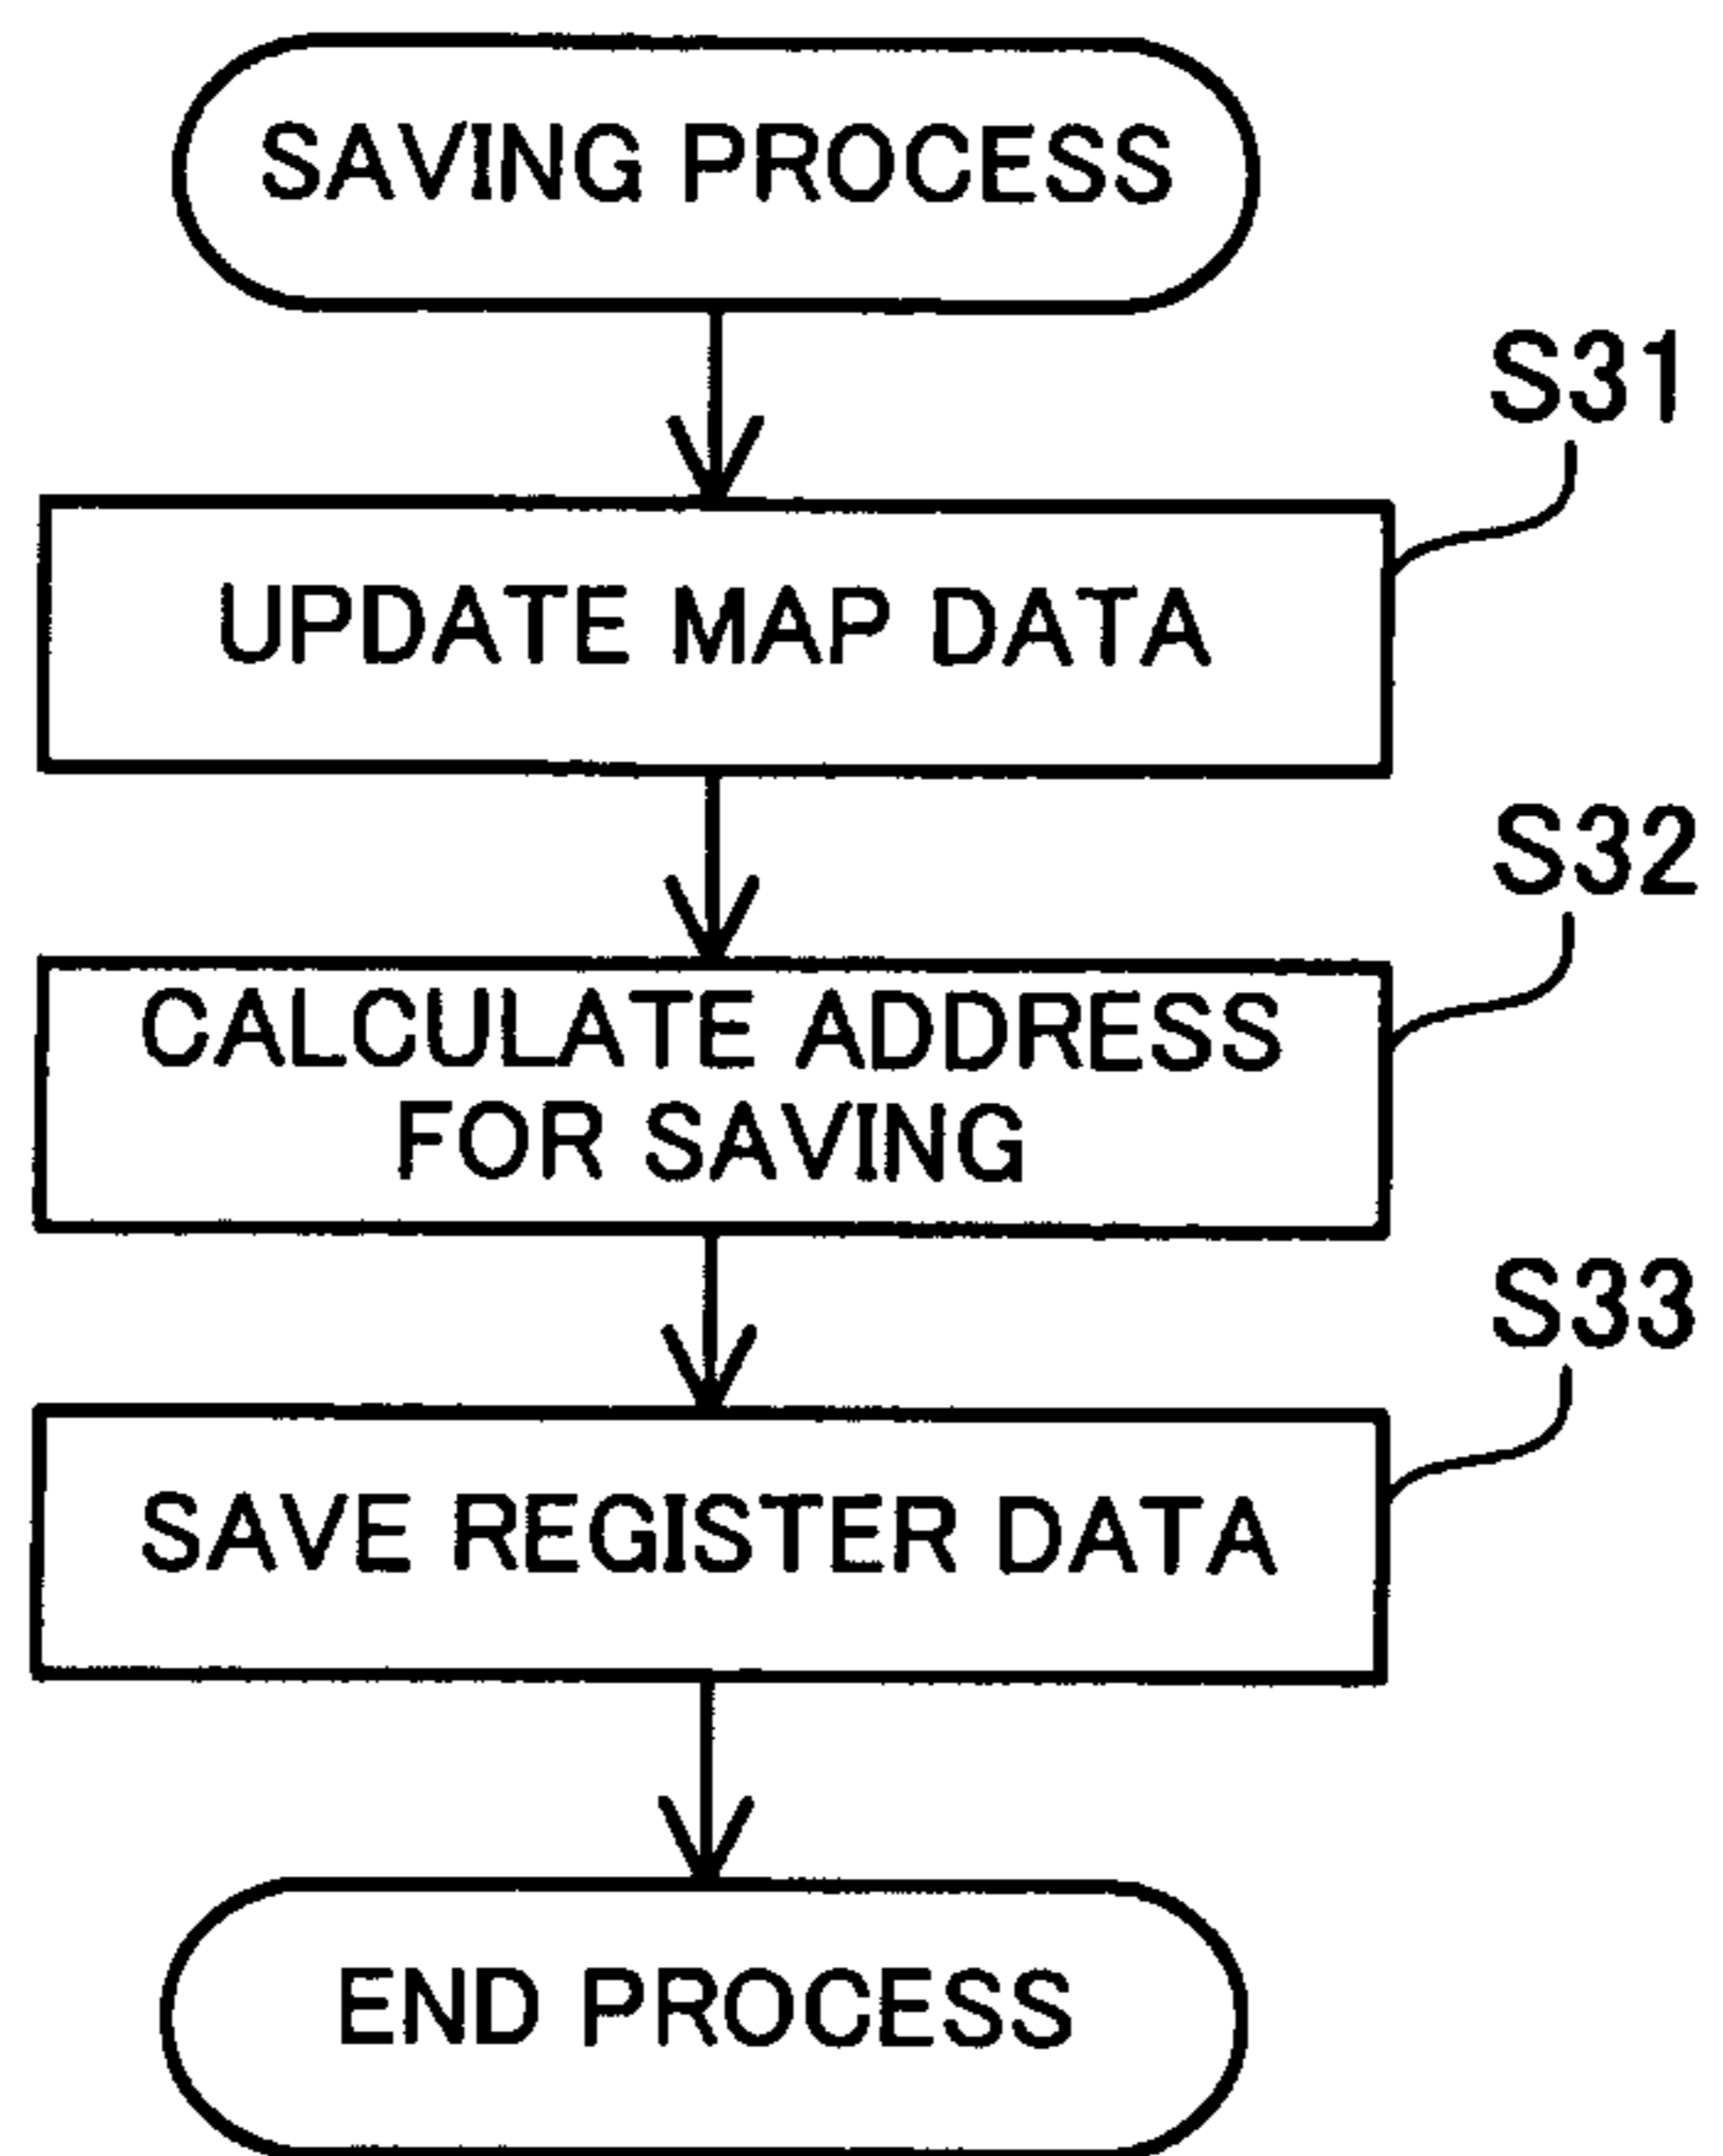 SAVING PROCESS
S31
UPDATE MAP DATA
S32
CALCULATE ADDRESS
FOR SAVING
S33
SAVE REGISTER DATA
END PROCESS